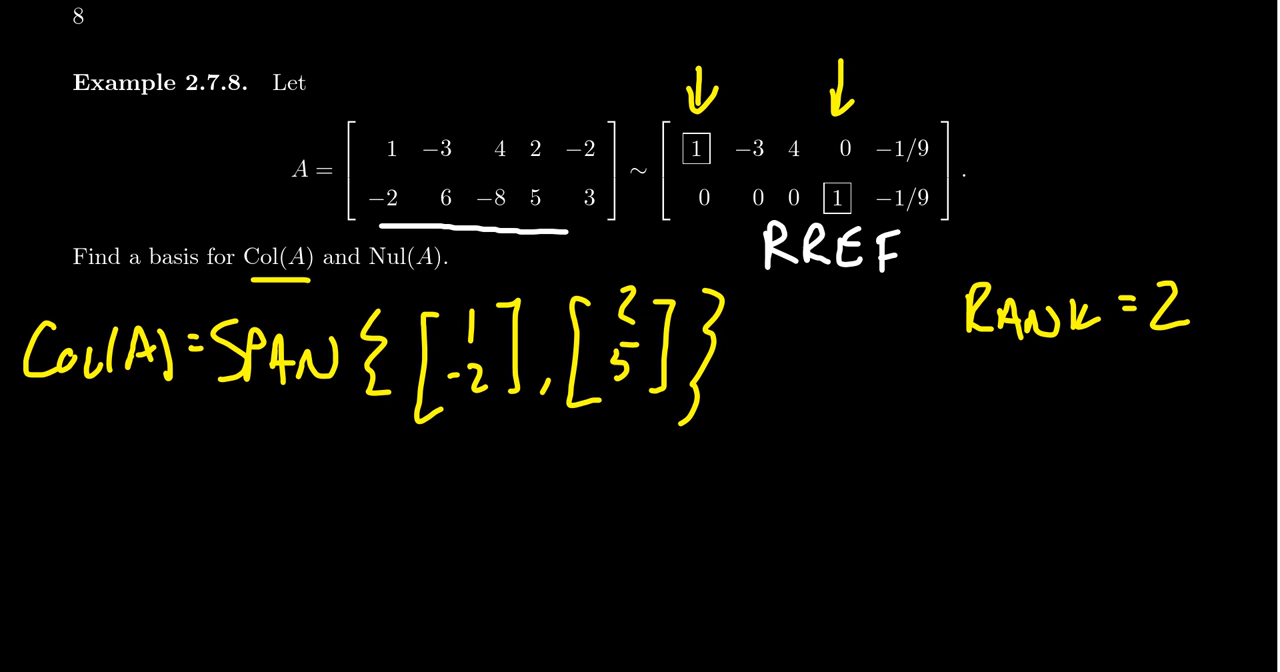 8
Example 2.7.8. Let
A = [ 1 −3 4 2 −2 ] ∼ [ 1 −3 4 0 −1/9 ]
[ −2 6 −8 5 3 ] [ 0 0 0 1 −1/9 ] .
RREF
Find a basis for Col(A) and Nul(A).
RANK = 2
Col(A) = SPAN { [ 1 -2 ] , [ 2 5 ] }